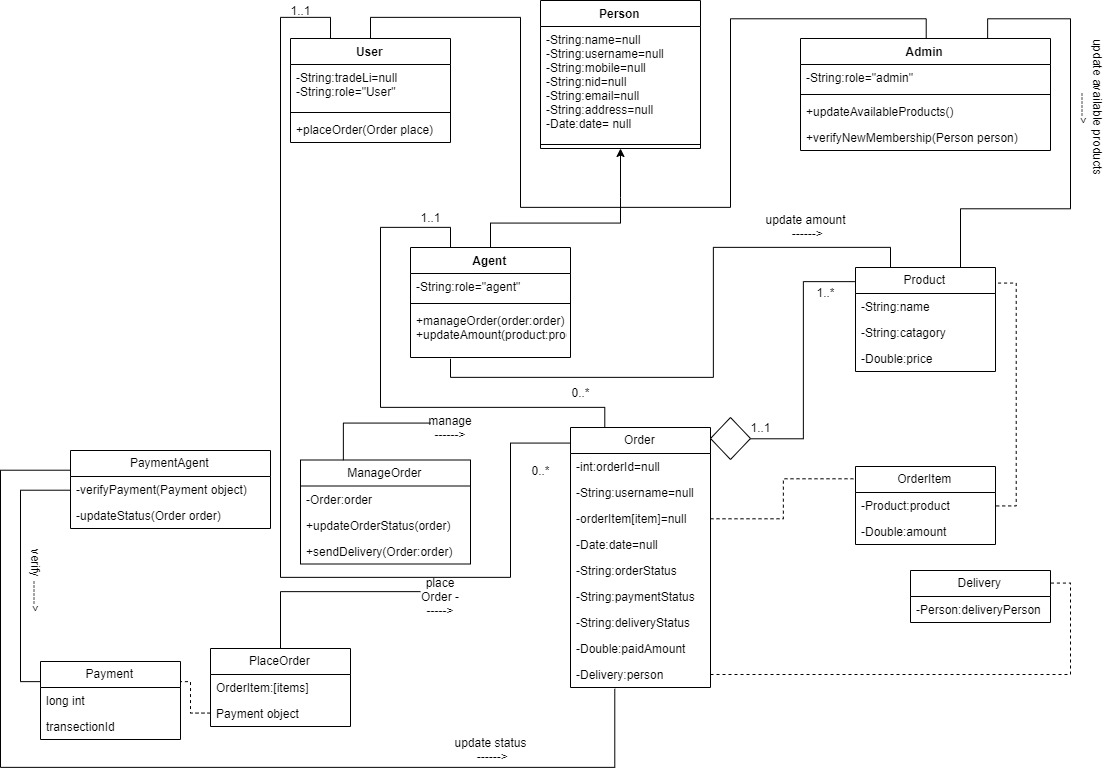 1..1
User
-String:tradeLi=null
-String:role="User"
+placeOrder(Order place)
Person
-String:name=null
-String:username=null
-String:mobile=null
-String:nid=null
-String:email=null
-String:address=null
-Date:date= null
Admin
-String:role="admin"
+updateAvailableProducts()
+verifyNewMembership(Person person)
update available products
------>
1..1
Agent
-String:role="agent"
+manageOrder(order:order)
+updateAmount(product:pro
update amount
------>
Product
-String:name
-String:catagory
-Double:price
1..*
0..*
1..1
manage
------>
0..*
Order
-int:orderId=null
-String:username=null
-orderItem[item]=null
-Date:date=null
-String:orderStatus
-String:paymentStatus
-String:deliveryStatus
-Double:paidAmount
-Delivery:person
PaymentAgent
-verifyPayment(Payment object)
-updateStatus(Order order)
ManageOrder
-Order:order
+updateOrderStatus(order)
+sendDelivery(Order:order)
OrderItem
-Product:product
-Double:amount
Delivery
-Person:deliveryPerson
verify
------>
place
Order -
----->
Payment
long int
transectionId
PlaceOrder
OrderItem:[items]
Payment object
update status
------>